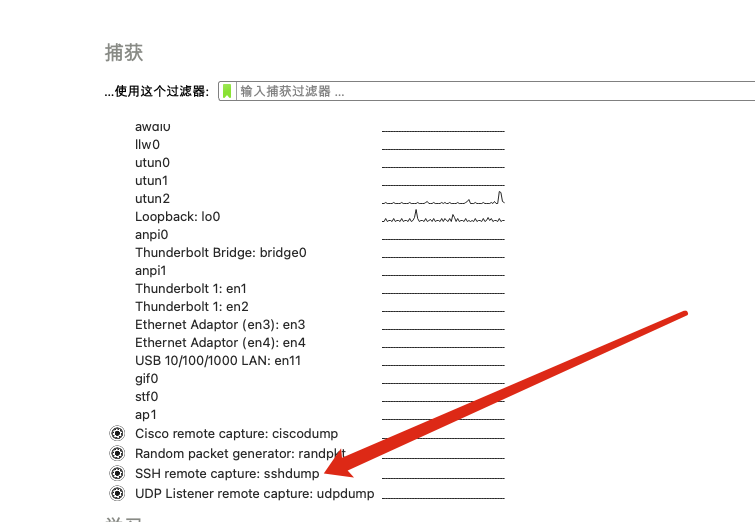 捕获
...使用这个过滤器: 输入捕获过滤器 ...
awdl0
llw0
utun0
utun1
utun2
Loopback: lo0
anpi0
Thunderbolt Bridge: bridge0
anpi1
Thunderbolt 1: en1
Thunderbolt 1: en2
Ethernet Adaptor (en3): en3
Ethernet Adaptor (en4): en4
USB 10/100/1000 LAN: en11
gif0
stf0
ap1
Cisco remote capture: ciscodump
Random packet generator: randpkt
SSH remote capture: sshdump
UDP Listener remote capture: udpdump